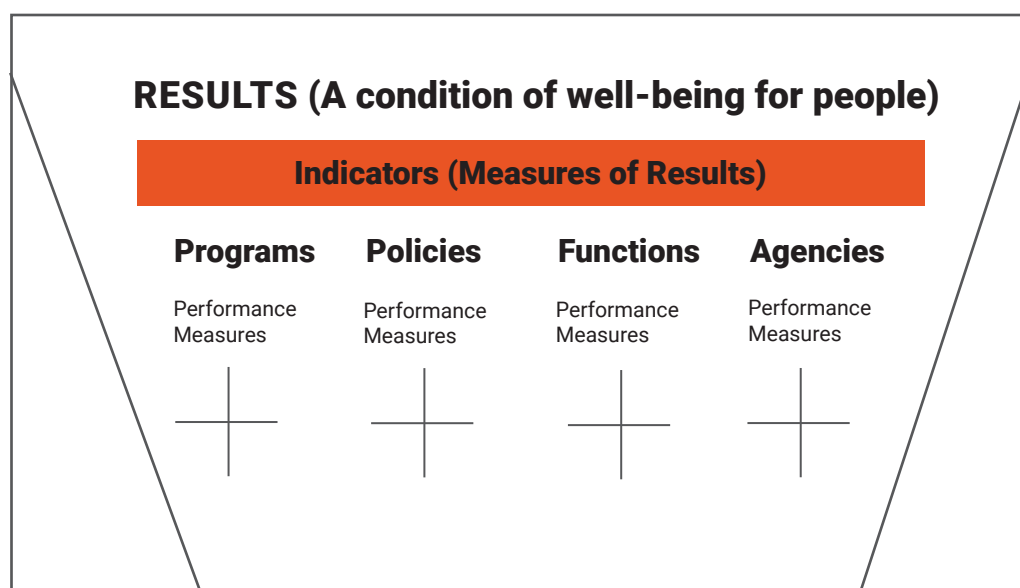 RESULTS (A condition of well-being for people)
Indicators (Measures of Results)
Programs Policies Functions Agencies
Performance Measures
Performance Measures
Performance Measures
Performance Measures